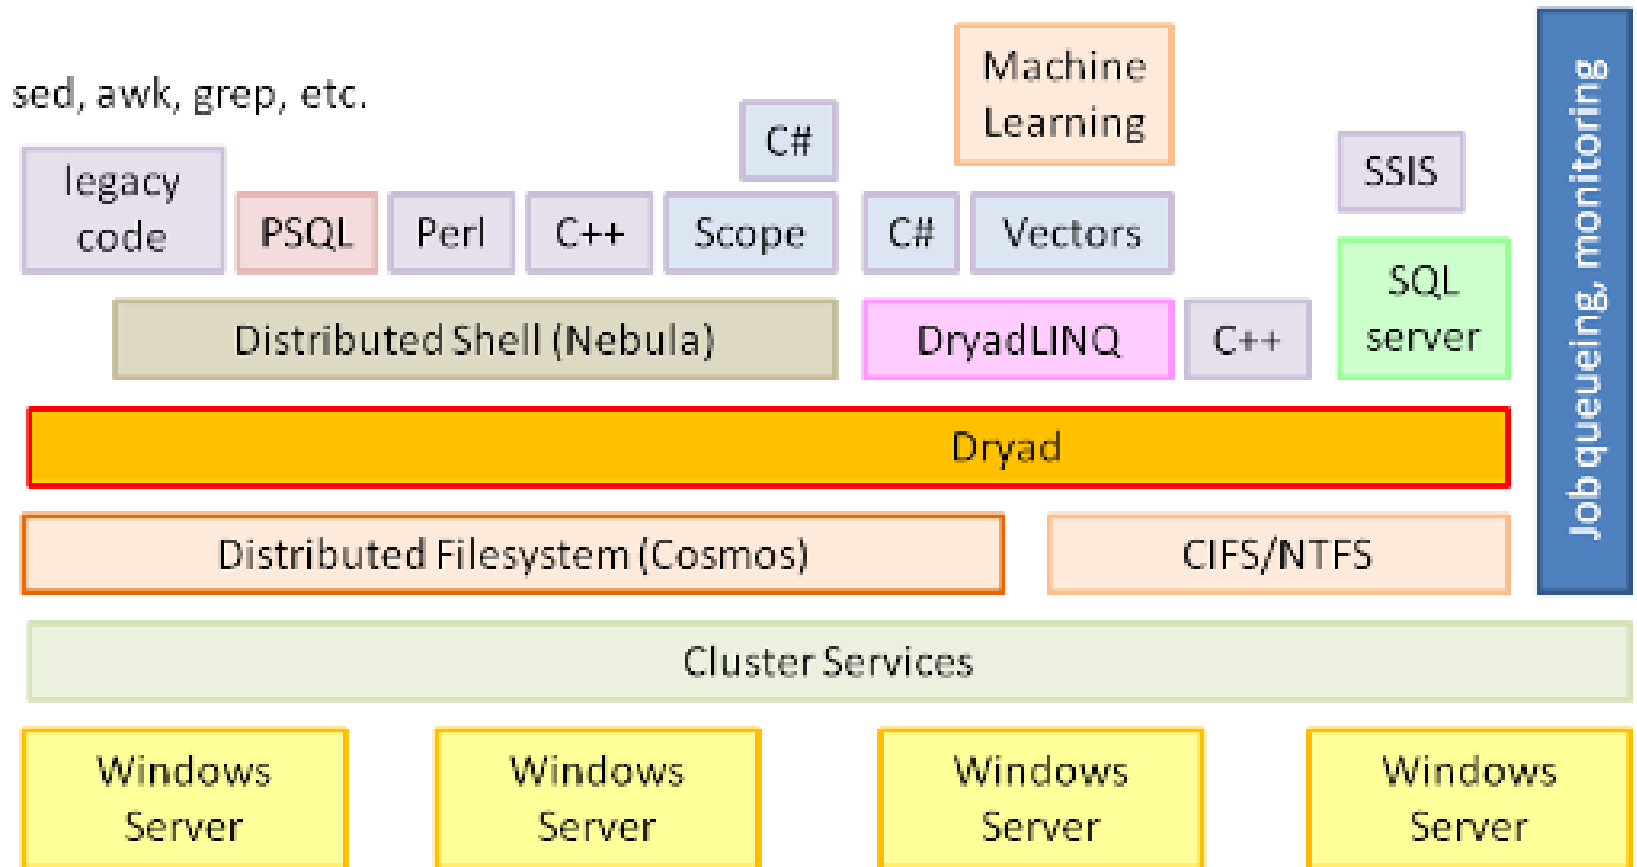 sed, awk, grep, etc.
Machine
Learning
C#
SSIS
legacy
code
PSQL
Perl
C++
Scope
C#
Vectors
SQL
server
Distributed Shell (Nebula)
DryadLINQ
C++
Dryad
Distributed Filesystem (Cosmos)
CIFS/NTFS
Job queueing, monitoring
Cluster Services
Windows
Server
Windows
Server
Windows
Server
Windows
Server